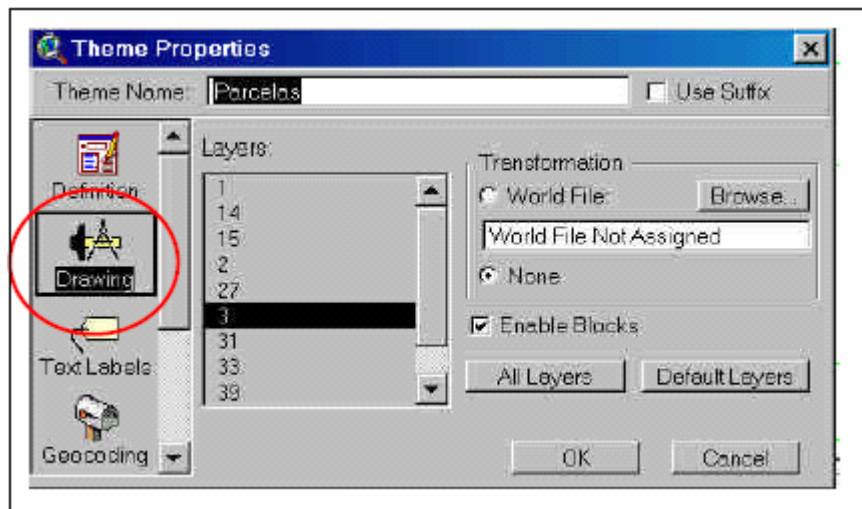 Theme Properties
Theme Name: Parcelas
Use Suffix
Definition
Drawing
Text Labels
Geocoding
Layers:
1
14
15
2
27
3
31
33
39
Transformation
World File:
Browse...
World File Not Assigned
None
Enable Blocks
All Layers
Default Layers
OK
Cancel